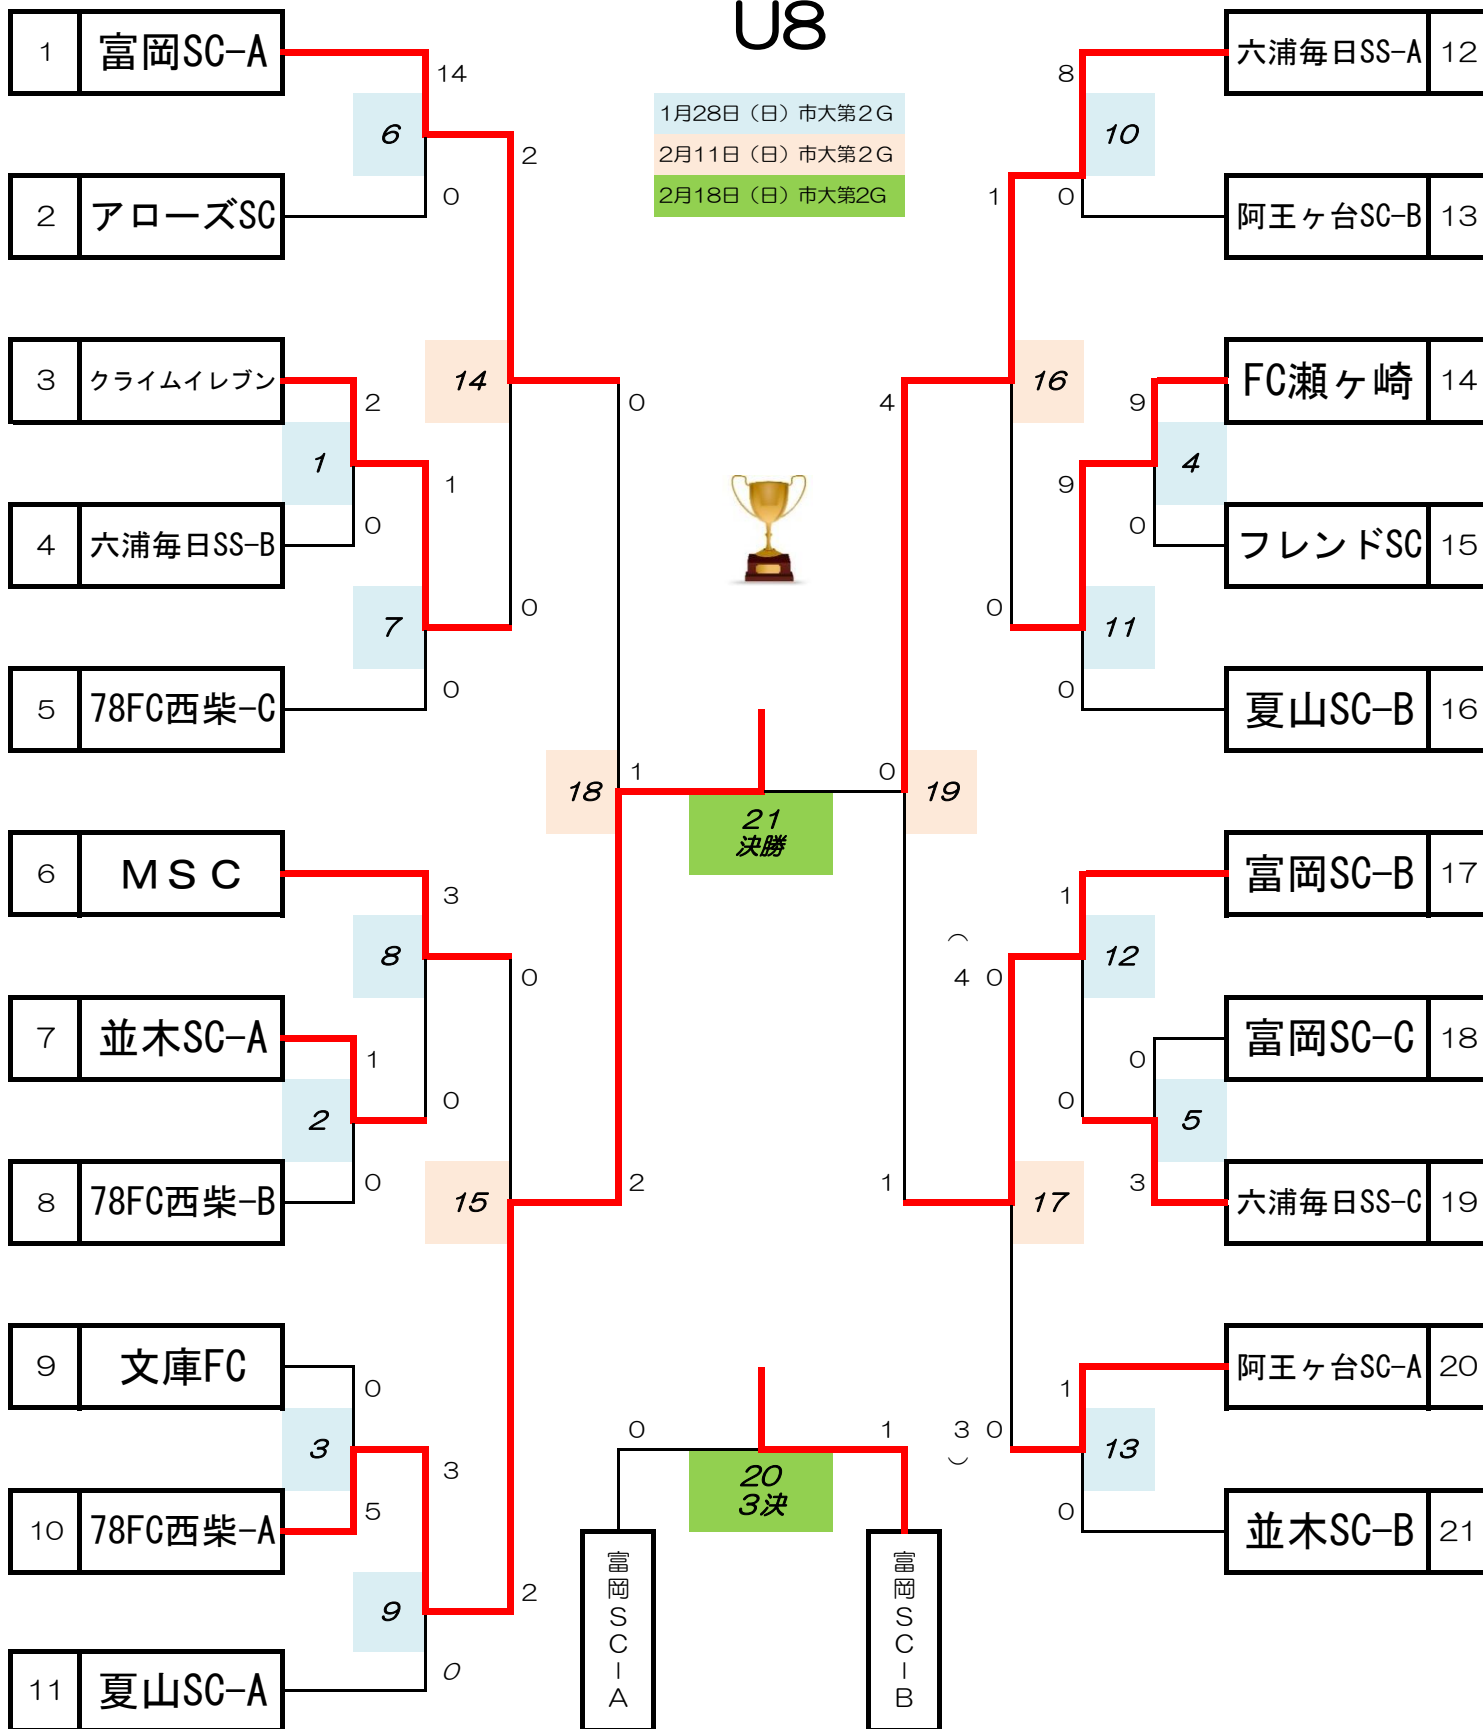 U8
1月28日（日）市大第２Ｇ
2月11日（日）市大第２Ｇ
2月18日（日）市大第2G
1 富岡SC-A
14
6
2
0
2 アローズSC
3 クライムイレブン
2
14
0
1
1
0
4 六浦毎日SS-B
7
0
0
5 78FC西柴-C
18
1
6 ＭＳＣ
3
8
0
7 並木SC-A
1
0
2
0
8 78FC西柴-B
15
2
9 文庫FC
0
3
3
5
10 78FC西柴-A
9
2
0
11 夏山SC-A
21
決勝
0
1
20
3決
富岡SC-A
富岡SC-B
六浦毎日SS-A 12
8
10
1
0
阿王ヶ台SC-B 13
FC瀬ヶ崎 14
16
4
9
4
9
0
フレンドSC 15
0
11
0
夏山SC-B 16
0
19
富岡SC-B 17
1
12
（4 0
富岡SC-C 18
0
0
5
3
六浦毎日SS-C 19
17
1
阿王ヶ台SC-A 20
1
3） 0
13
0
並木SC-B 21